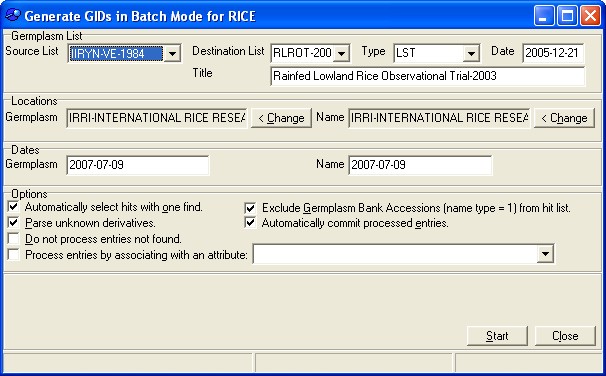 Generate GIDs in Batch Mode for RICE
Germplasm List
Source List IIRYN-VE-1984 Destination List RLROT-200 Type LST Date 2005-12-21
Title Rainfed Lowland Rice Observational Trial-2003
Locations
Germplasm IRRI-INTERNATIONAL RICE RESEA < Change Name IRRI-INTERNATIONAL RICE RESEA < Change
Dates
Germplasm 2007-07-09 Name 2007-07-09
Options
Automatically select hits with one find. Exclude Germplasm Bank Accessions (name type = 1) from hit list.
Parse unknown derivatives. Automatically commit processed entries.
Do not process entries not found.
Process entries by associating with an attribute:
Start Close